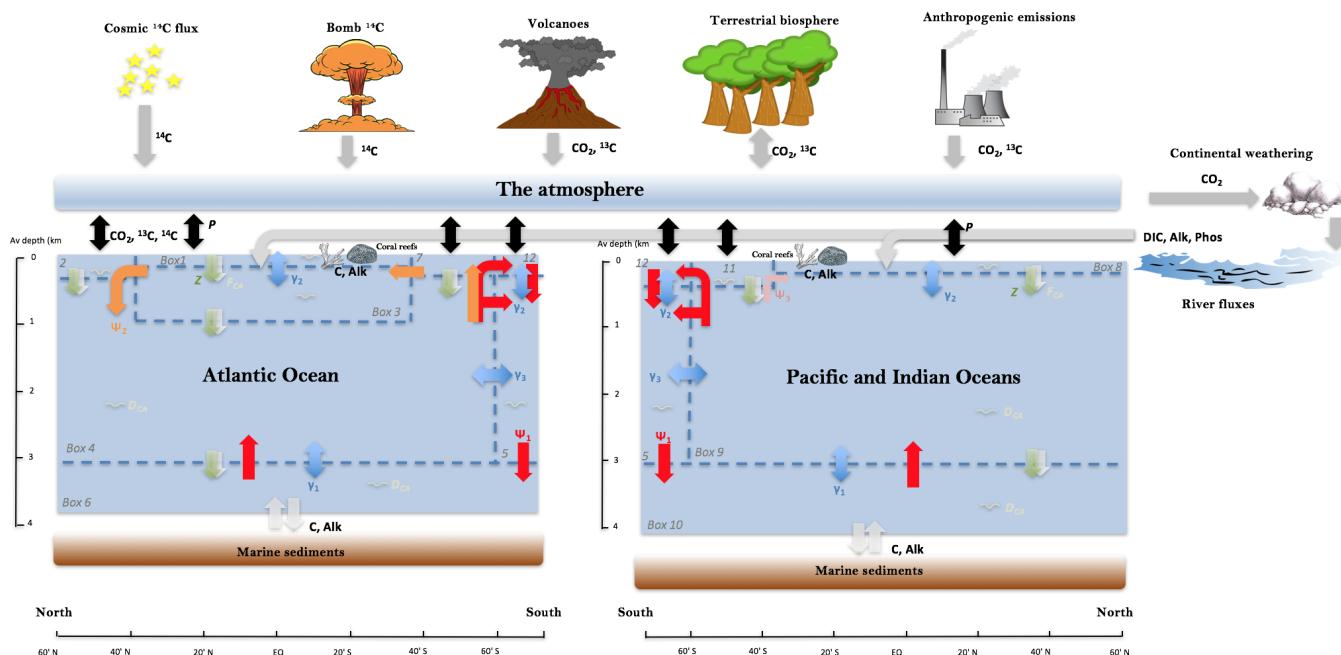 Cosmic ¹⁴C flux
Bomb ¹⁴C
Volcanoes
Terrestrial biosphere
Anthropogenic emissions
¹⁴C
¹⁴C
CO₂, ¹³C
CO₂, ¹³C
CO₂, ¹³C
Continental weathering
CO₂
The atmosphere
CO₂, ¹³C, ¹⁴C
P
P
DIC, Alk, Phos
River fluxes
Av depth (km
0
1
2
3
4
2
Box1
Z
F_CA
γ₂
Coral reefs
C, Alk
7
12
γ₂
Ψ₂
Box 3
Atlantic Ocean
γ₃
D_CA
Ψ₁
Box 4
5
γ₁
D_CA
Box 6
C, Alk
Marine sediments
Av depth (km
0
1
2
3
4
12
11
Coral reefs
C, Alk
Ψ₃
γ₂
γ₂
Z
F_CA
Box 8
Pacific and Indian Oceans
γ₃
D_CA
Ψ₁
5
Box 9
γ₁
D_CA
Box 10
C, Alk
Marine sediments
North
South
60' N
40' N
20' N
EQ
20' S
40' S
60' S
South
North
60' S
40' S
20' S
EQ
20' N
40' N
60' N